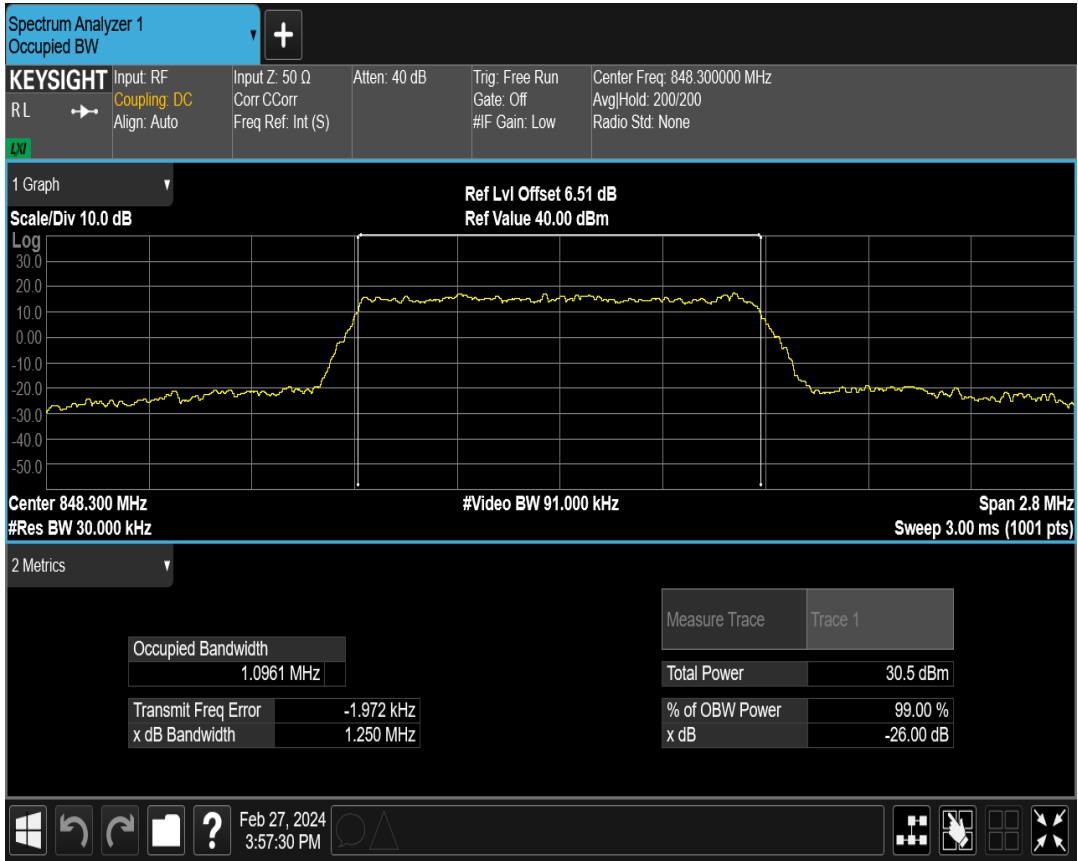 Spectrum Analyzer 1
Occupied BW
+
KEYSIGHT
R L
LXI
Input: RF
Coupling: DC
Align: Auto
Input Z: 50 Ω
Corr CCorr
Freq Ref: Int (S)
Atten: 40 dB
Trig: Free Run
Gate: Off
#IF Gain: Low
Center Freq: 848.300000 MHz
Avg|Hold: 200/200
Radio Std: None
1 Graph
Ref Lvl Offset 6.51 dB
Scale/Div 10.0 dB
Ref Value 40.00 dBm
Log
30.0
20.0
10.0
0.00
-10.0
-20.0
-30.0
-40.0
-50.0
Center 848.300 MHz
#Video BW 91.000 kHz
Span 2.8 MHz
#Res BW 30.000 kHz
Sweep 3.00 ms (1001 pts)
2 Metrics
Occupied Bandwidth
1.0961 MHz
Transmit Freq Error -1.972 kHz
x dB Bandwidth 1.250 MHz
Measure Trace Trace 1
Total Power 30.5 dBm
% of OBW Power 99.00 %
x dB -26.00 dB
?
Feb 27, 2024
3:57:30 PM